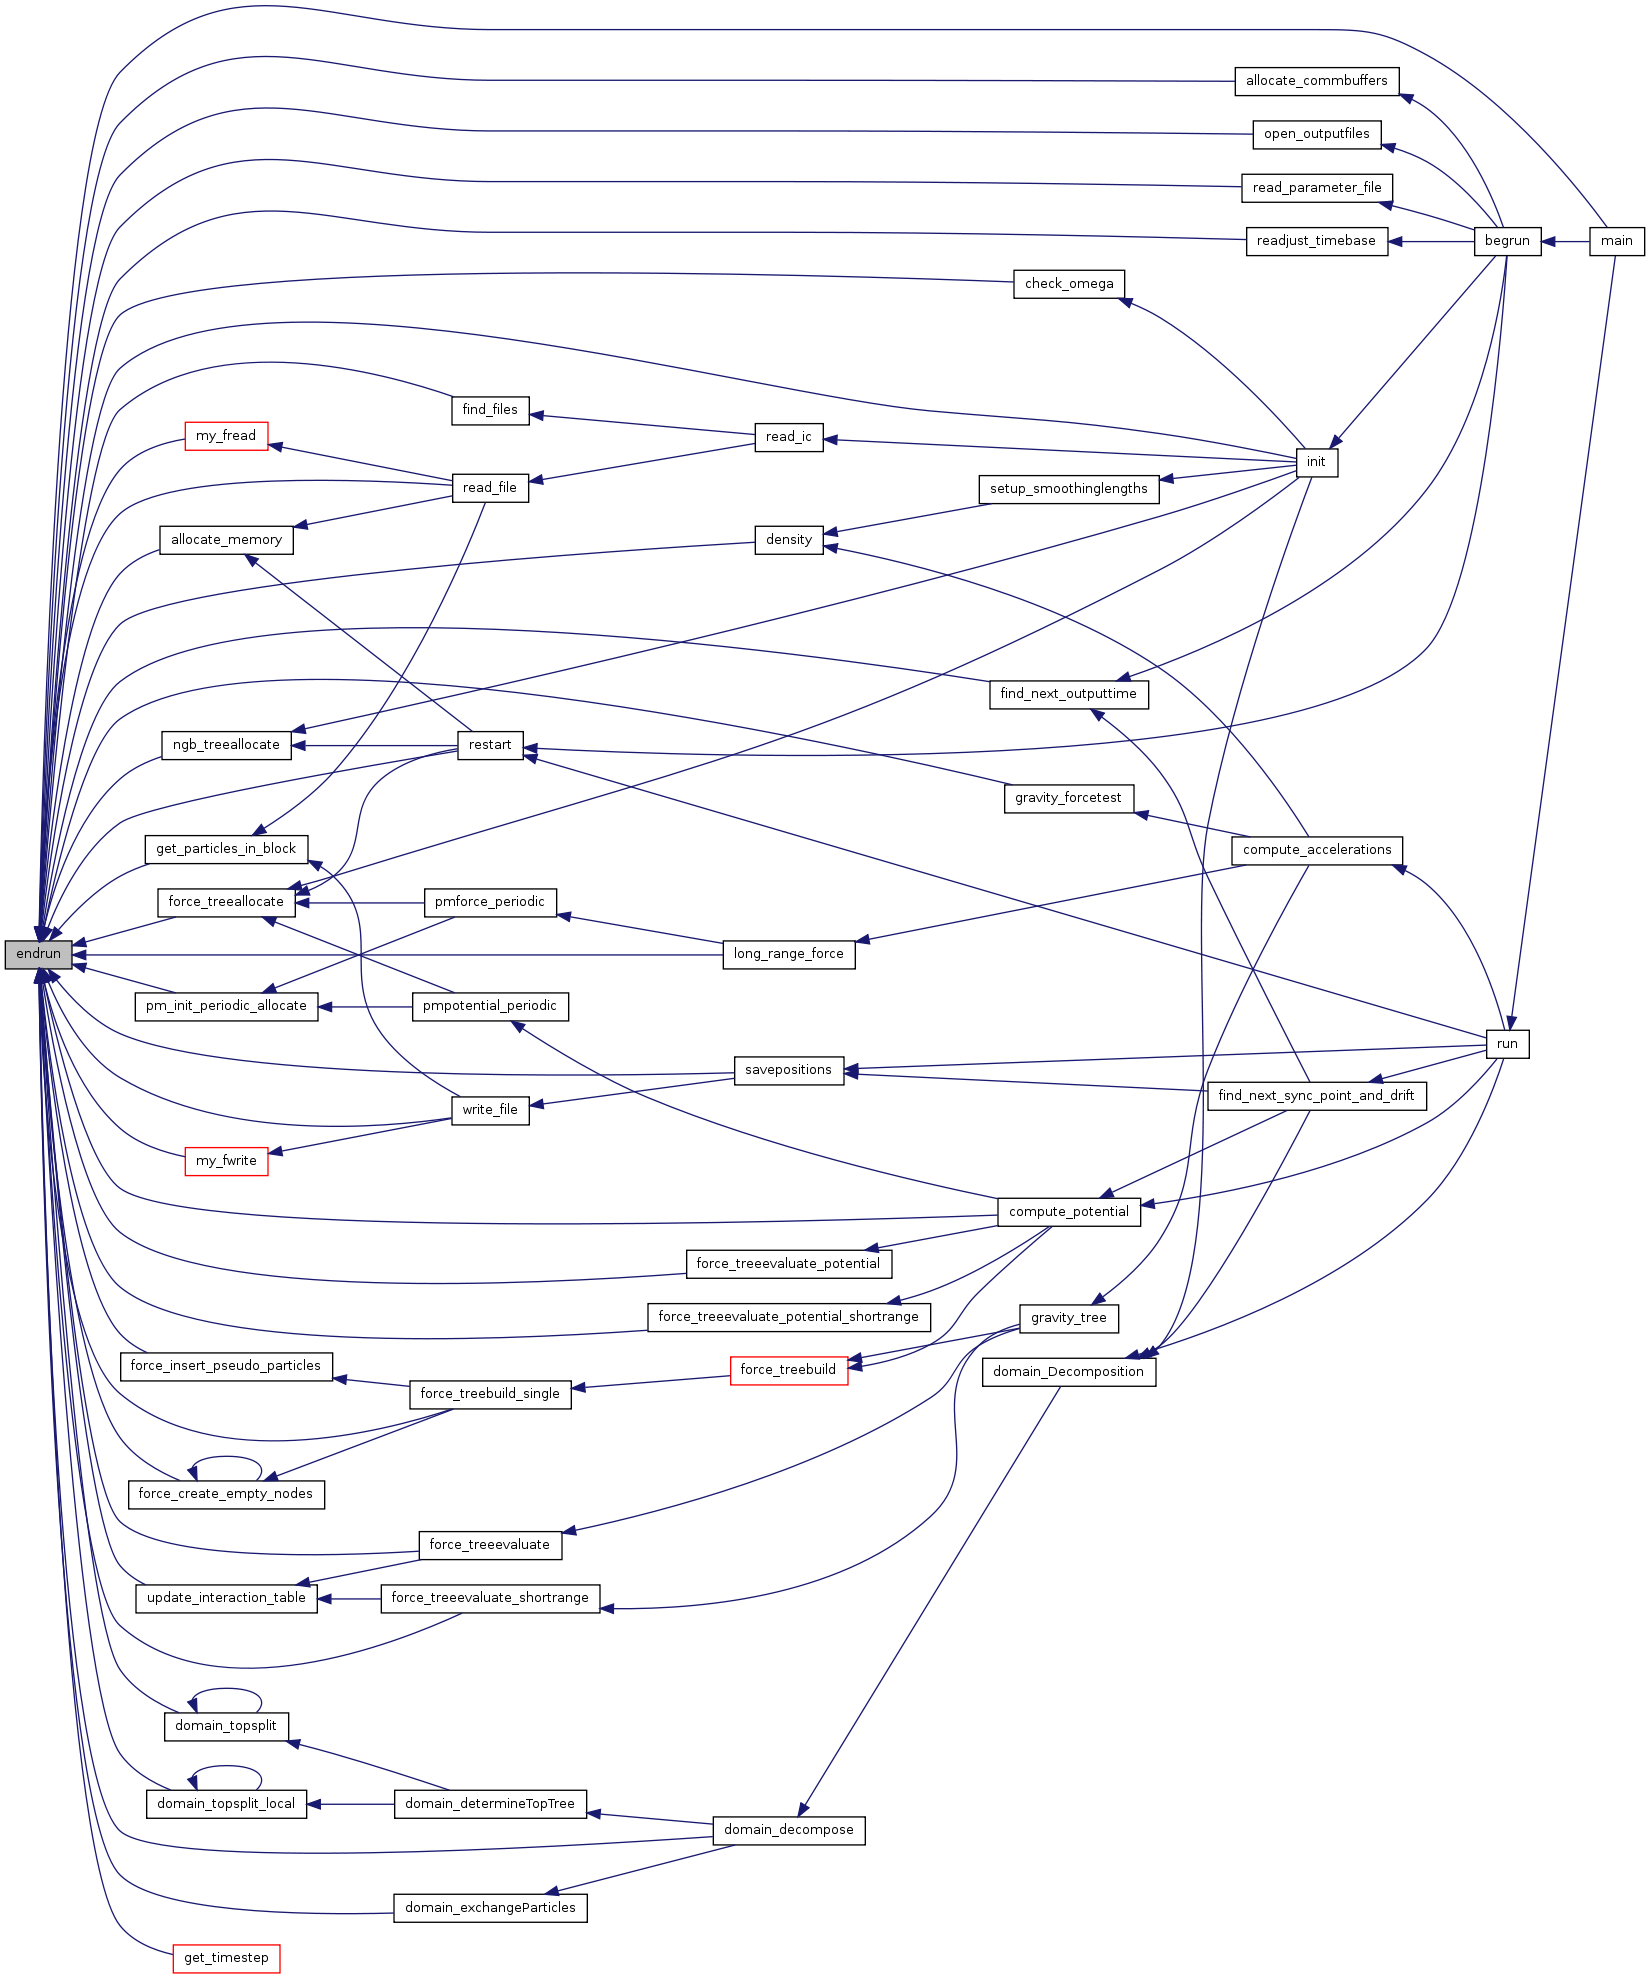 allocate_commbuffers
open_outputfiles
read_parameter_file
readjust_timebase
begrun
main
check_omega
find_files
my_fread
read_ic
init
read_file
setup_smoothinglengths
allocate_memory
density
find_next_outputtime
ngb_treeallocate
restart
gravity_forcetest
get_particles_in_block
compute_accelerations
force_treeallocate
pmforce_periodic
endrun
long_range_force
pm_init_periodic_allocate
pmpotential_periodic
run
savepositions
find_next_sync_point_and_drift
write_file
my_fwrite
compute_potential
force_treeevaluate_potential
force_treeevaluate_potential_shortrange
gravity_tree
force_insert_pseudo_particles
force_treebuild
domain_Decomposition
force_treebuild_single
force_create_empty_nodes
force_treeevaluate
update_interaction_table
force_treeevaluate_shortrange
domain_topsplit
domain_topsplit_local
domain_determineTopTree
domain_decompose
domain_exchangeParticles
get_timestep